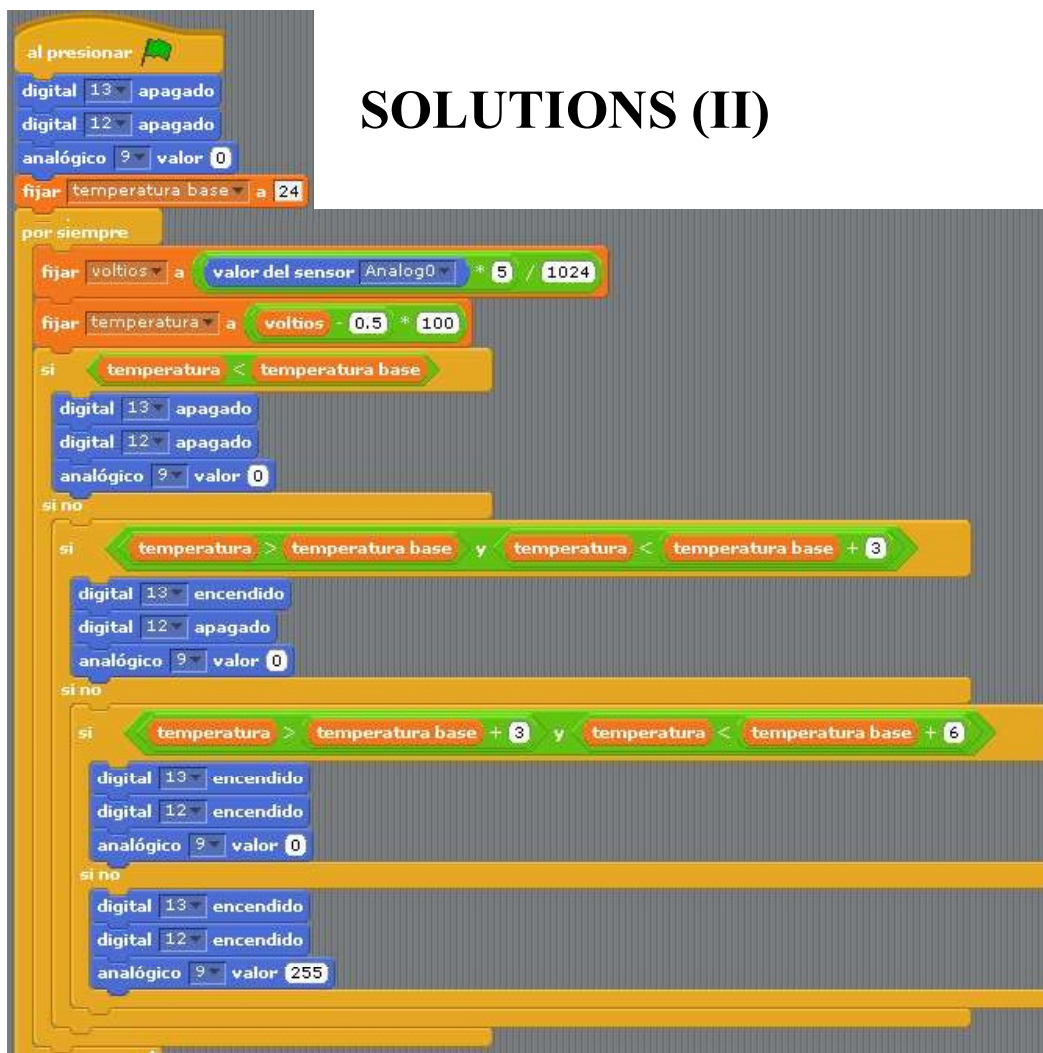 SOLUTIONS (II)
al presionar
digital 13 apagado
digital 12 apagado
analógico 9 valor 0
fijar temperatura base a 24
por siempre
fijar voltios a valor del sensor Analog0 * 5 / 1024
fijar temperatura a voltios - 0.5 * 100
si temperatura < temperatura base
digital 13 apagado
digital 12 apagado
analógico 9 valor 0
si no
si temperatura > temperatura base y temperatura < temperatura base + 3
digital 13 encendido
digital 12 apagado
analógico 9 valor 0
si no
si temperatura > temperatura base + 3 y temperatura < temperatura base + 6
digital 13 encendido
digital 12 encendido
analógico 9 valor 0
si no
digital 13 encendido
digital 12 encendido
analógico 9 valor 255